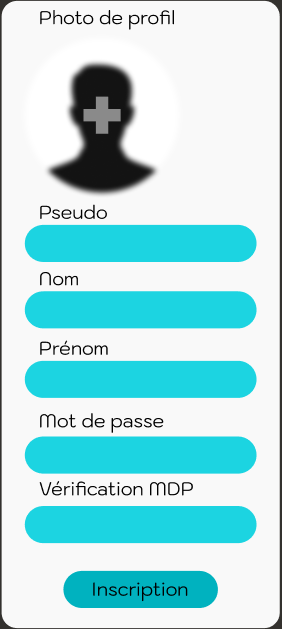 Photo de profil
Pseudo
Nom
Prénom
Mot de passe
Vérification MDP
Inscription